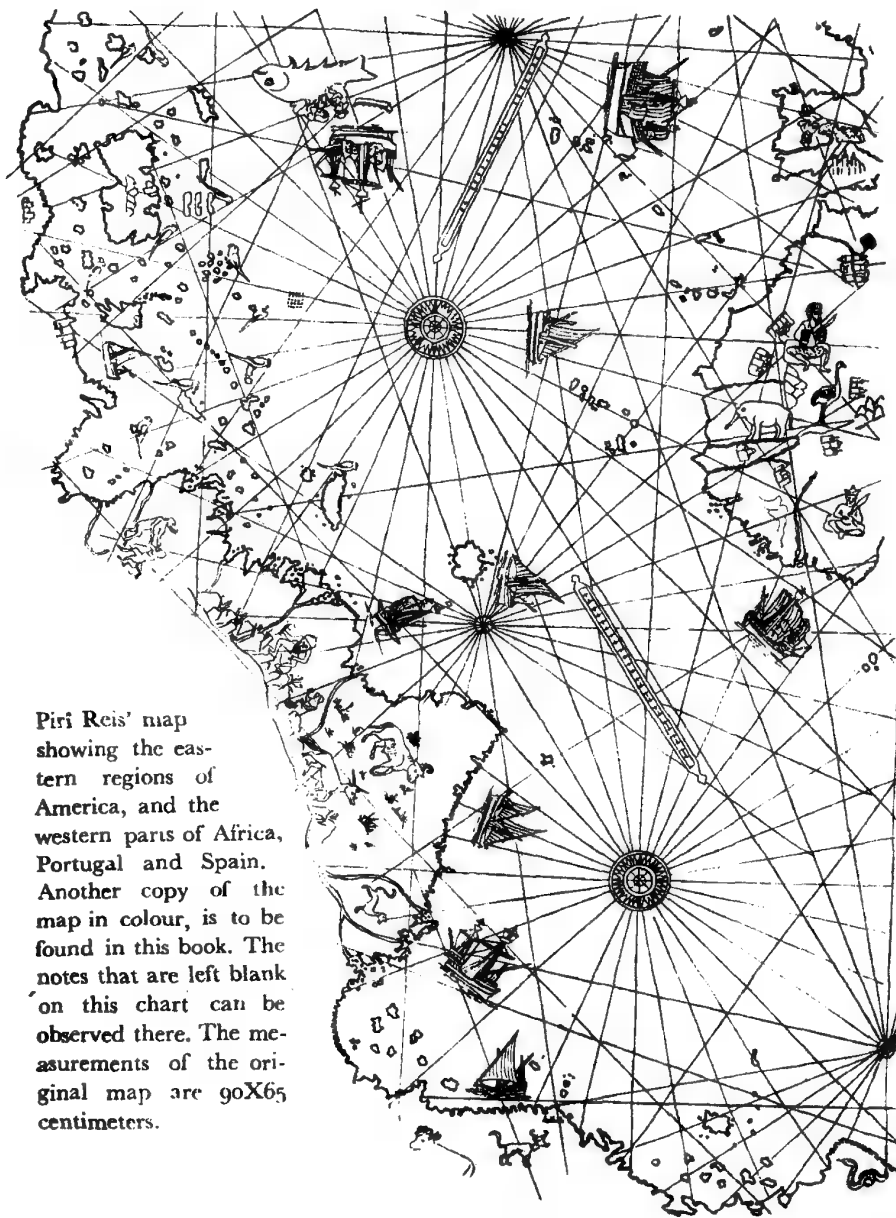 Pirî Reis' map
showing the eas-
tern regions of
America, and the
western parts of Africa,
Portugal and Spain.
Another copy of the
map in colour, is to be
found in this book. The
notes that are left blank
on this chart can be
observed there. The me-
asurements of the ori-
ginal map are 90X65
centimeters.